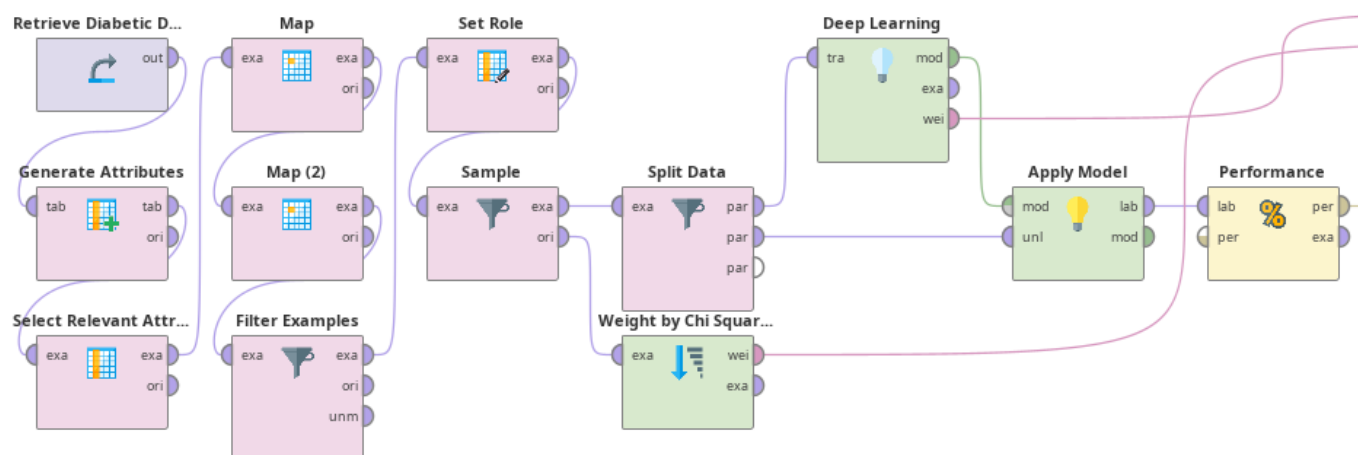 Retrieve Diabetic D...
out
Map
exa exa
ori
Set Role
exa exa
ori
Deep Learning
tra mod
exa
wei
Generate Attributes
tab tab
ori
Map (2)
exa exa
ori
Sample
exa exa
ori
Split Data
exa par
par
par
Apply Model
mod lab
unl mod
Performance
lab per
per exa
%
Select Relevant Attr...
exa exa
ori
Filter Examples
exa exa
ori
unm
Weight by Chi Squar...
exa wei
exa